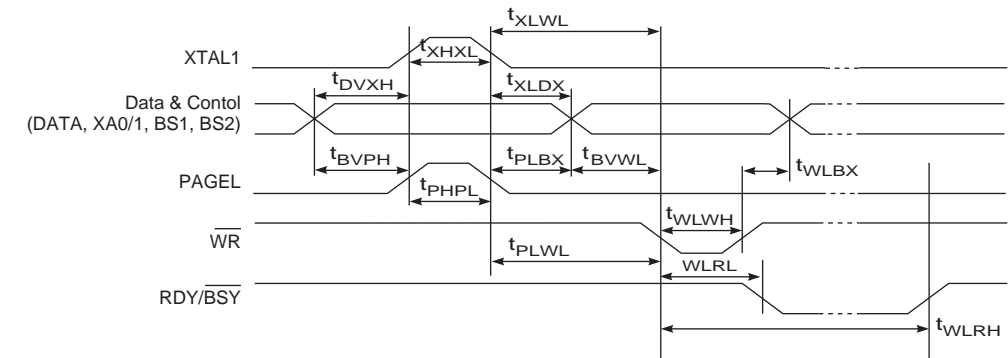 tXLWL
XTAL1
tXHXL
tDVXH
tXLDX
Data & Contol
(DATA, XA0/1, BS1, BS2)
tBVPH
tPLBX
tBVWL
tWLBX
PAGEL
tPHPL
tWLWH
WR
tPLWL
WLRL
RDY/BSY
tWLRH